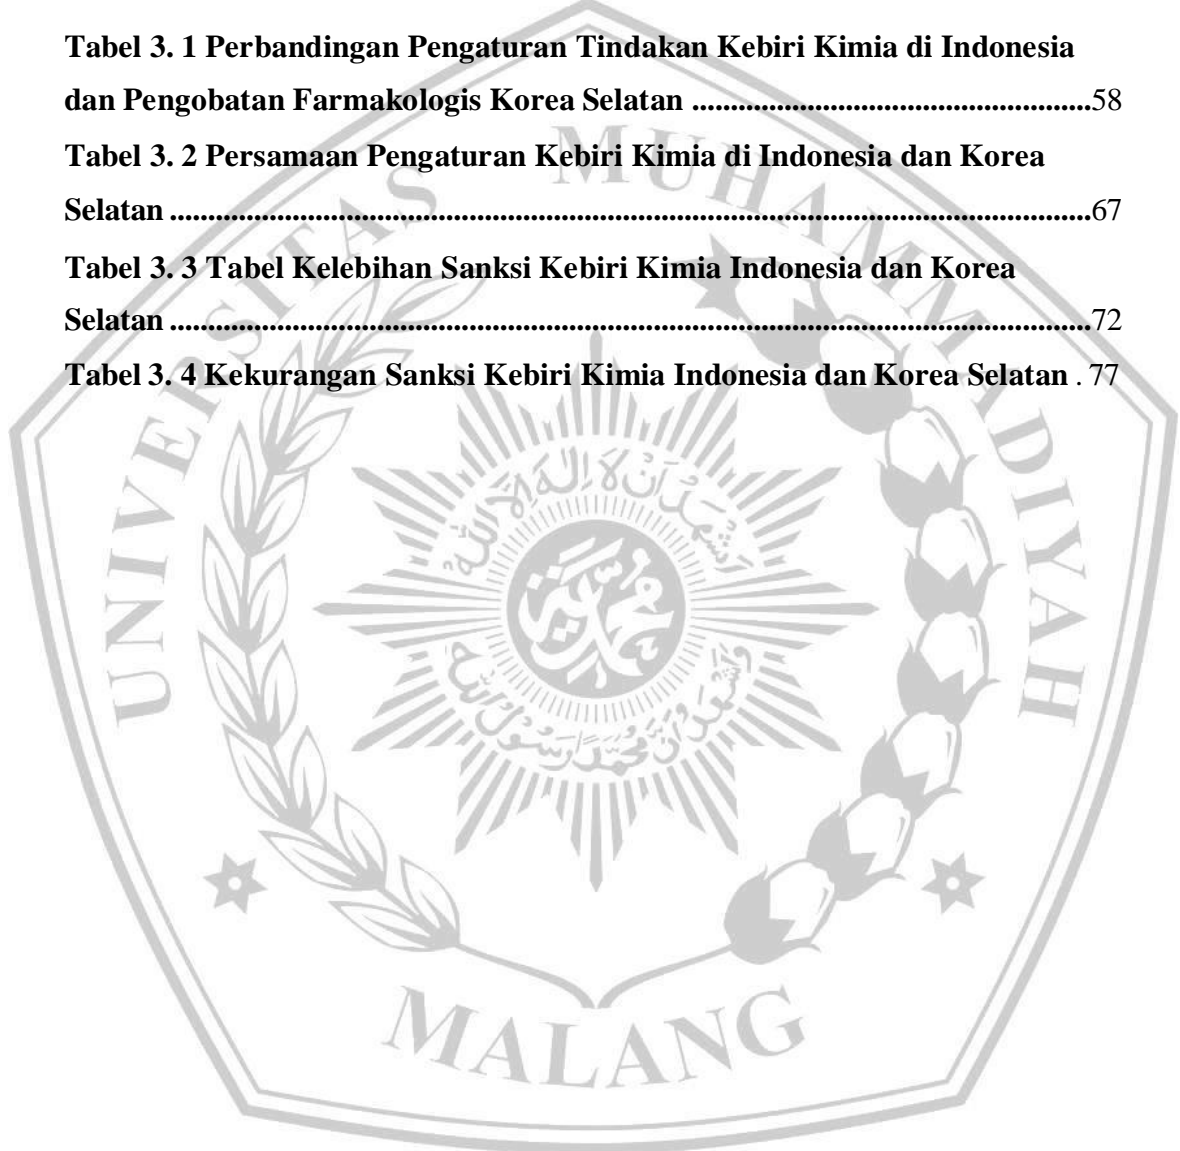 Tabel 3. 1 Perbandingan Pengaturan Tindakan Kebiri Kimia di Indonesia
dan Pengobatan Farmakologis Korea Selatan ....................................................58
Tabel 3. 2 Persamaan Pengaturan Kebiri Kimia di Indonesia dan Korea
Selatan .........................................................................................................................67
Tabel 3. 3 Tabel Kelebihan Sanksi Kebiri Kimia Indonesia dan Korea
Selatan .........................................................................................................................72
Tabel 3. 4 Kekurangan Sanksi Kebiri Kimia Indonesia dan Korea Selatan . 77
UNIVERSITAS MUHAMMADIYAH
MALANG